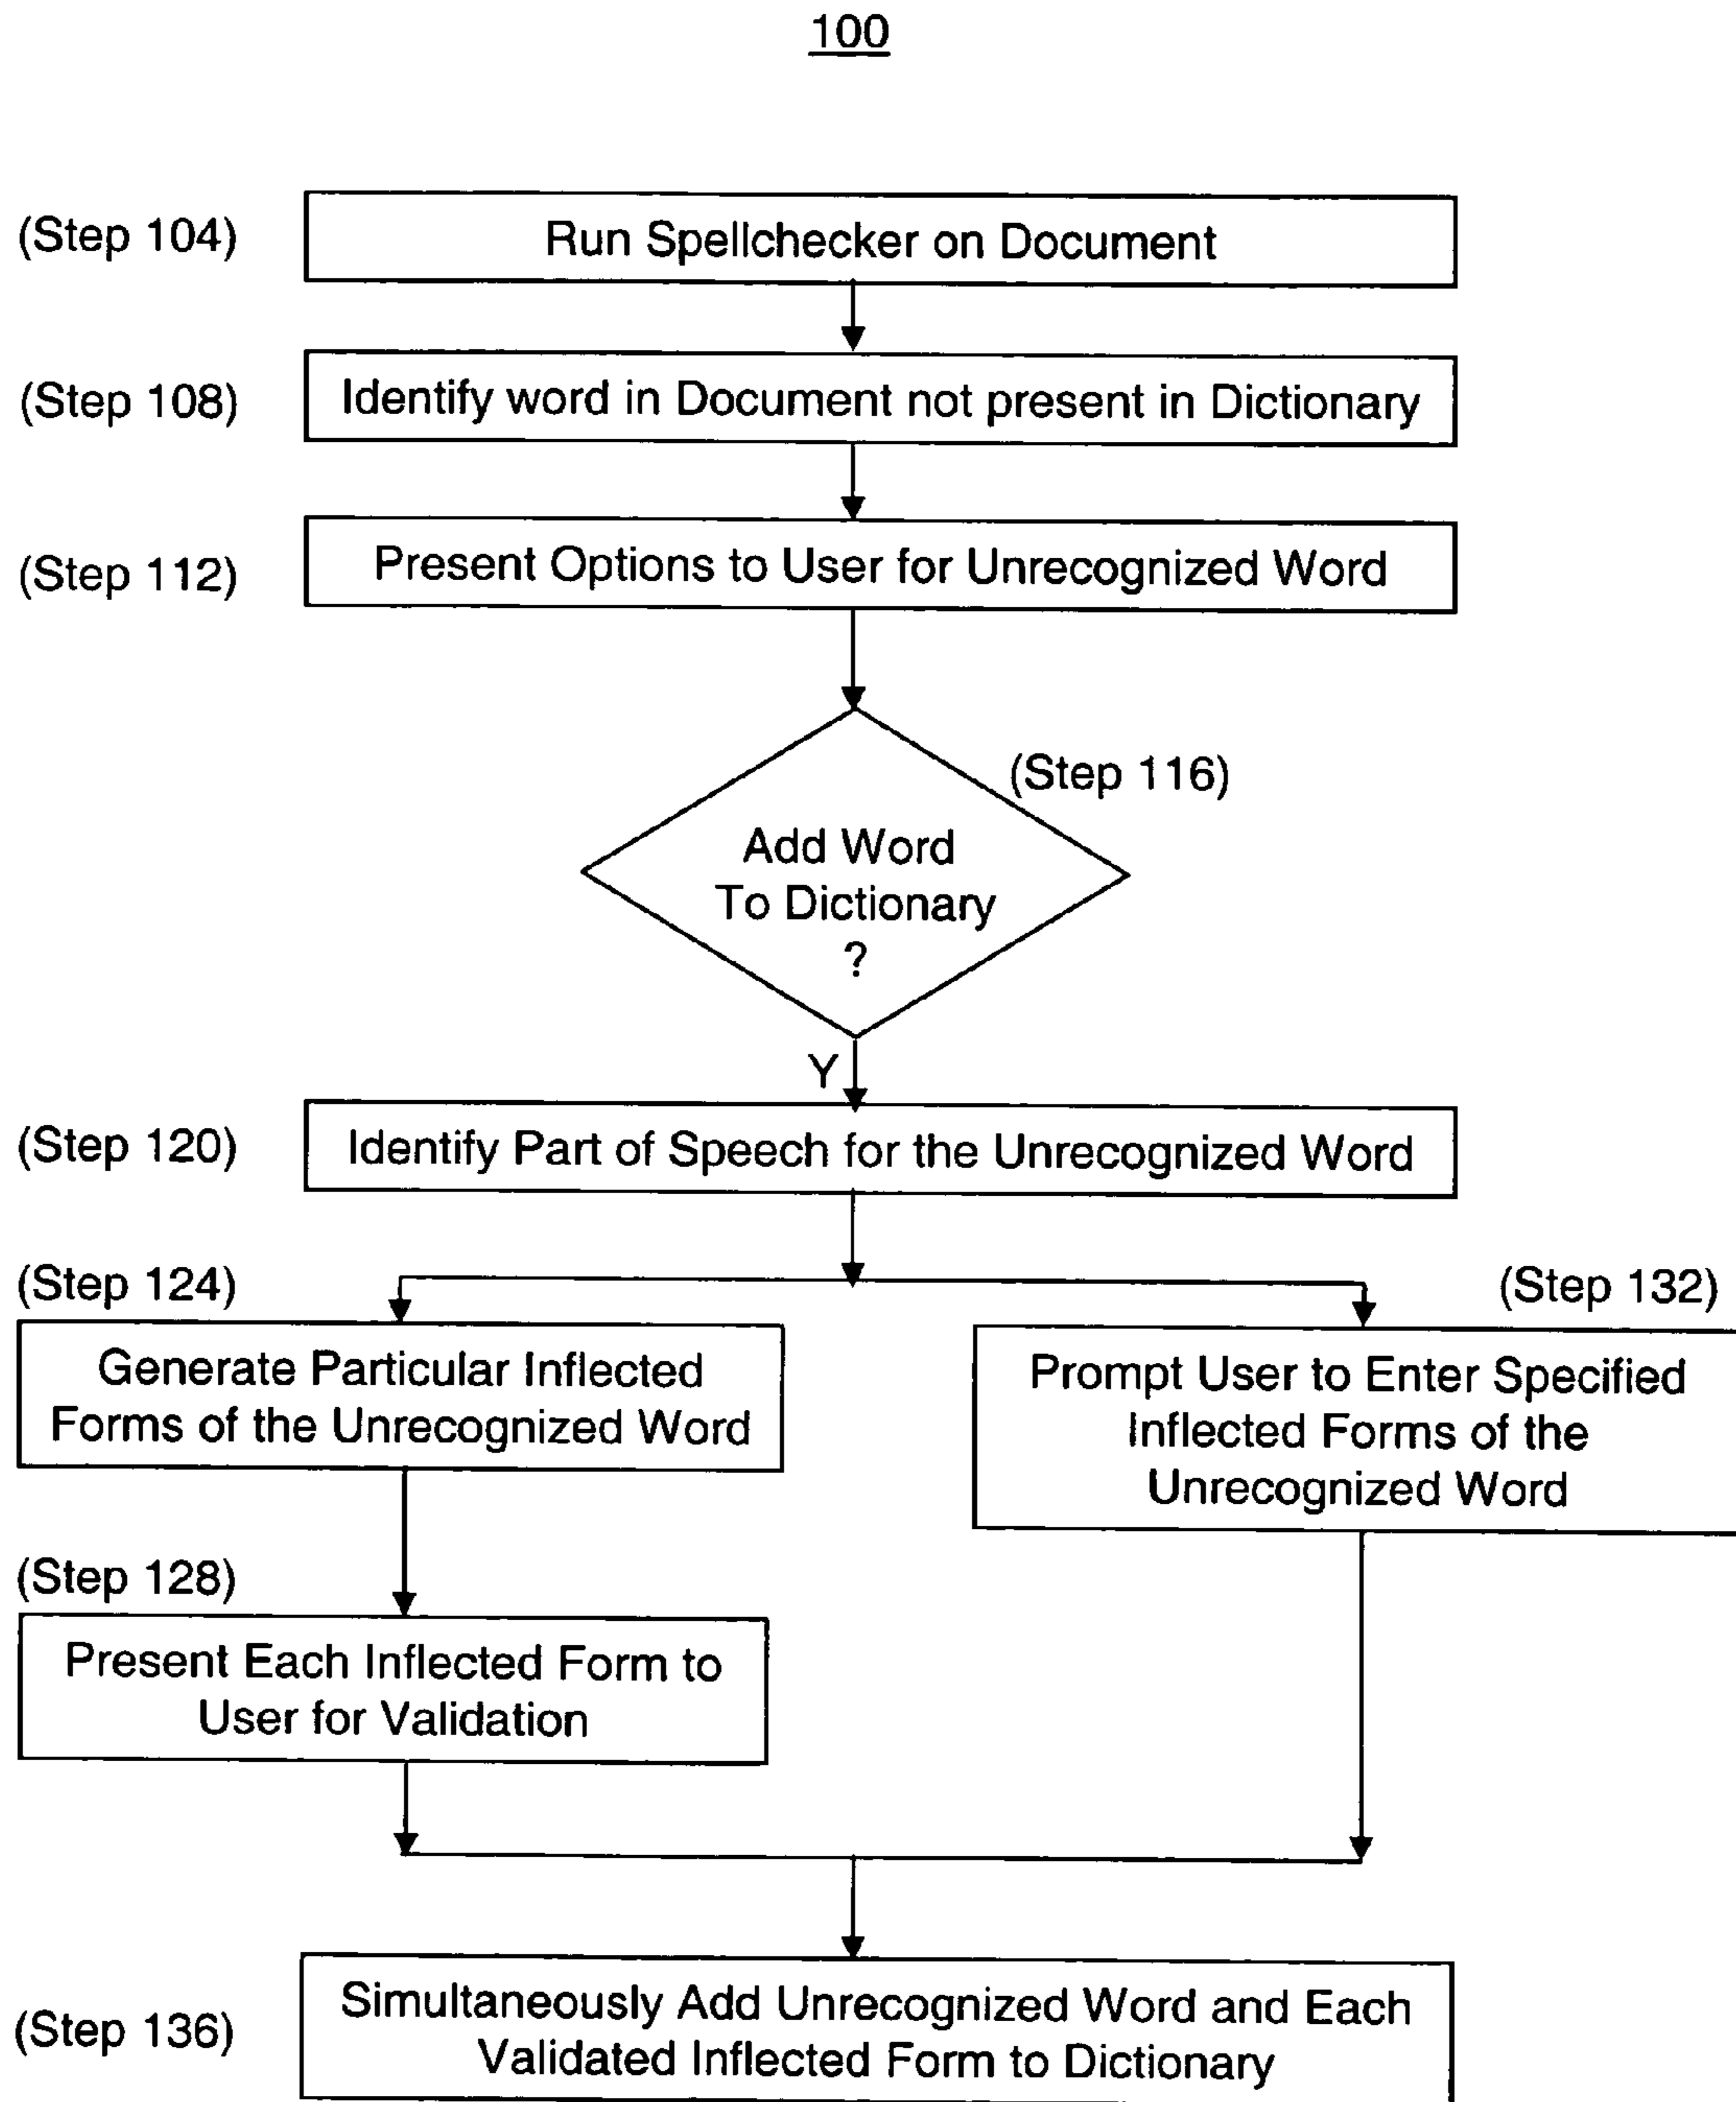 100
(Step 104)
Run Spellchecker on Document
(Step 108)
Identify word in Document not present in Dictionary
(Step 112)
Present Options to User for Unrecognized Word
(Step 116)
Add Word
To Dictionary
?
Y
(Step 120)
Identify Part of Speech for the Unrecognized Word
(Step 124)
Generate Particular Inflected
Forms of the Unrecognized Word
(Step 132)
Prompt User to Enter Specified
Inflected Forms of the
Unrecognized Word
(Step 128)
Present Each Inflected Form to
User for Validation
(Step 136)
Simultaneously Add Unrecognized Word and Each
Validated Inflected Form to Dictionary